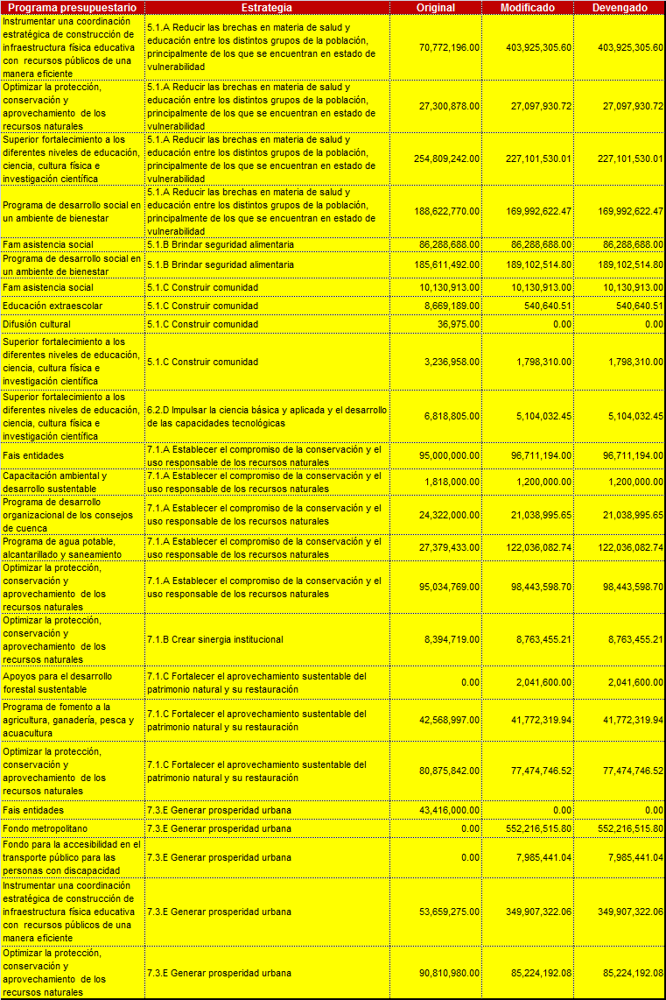 Programa presupuestario Estrategia Original Modificado Devengado
Instrumentar una coordinación
estratégica de construcción de
infraestructura física educativa
con  recursos públicos de una
manera eficiente
5.1.A Reducir las brechas en materia de salud y
educación entre los distintos grupos de la población,
principalmente de los que se encuentran en estado de
vulnerabilidad
70,772,196.00 403,925,305.60 403,925,305.60
Optimizar la protección,
conservación y
aprovechamiento  de los
recursos naturales
5.1.A Reducir las brechas en materia de salud y
educación entre los distintos grupos de la población,
principalmente de los que se encuentran en estado de
vulnerabilidad
27,300,878.00 27,097,930.72 27,097,930.72
Superior fortalecimiento a los
diferentes niveles de educación,
ciencia, cultura física e
investigación científica
5.1.A Reducir las brechas en materia de salud y
educación entre los distintos grupos de la población,
principalmente de los que se encuentran en estado de
vulnerabilidad
254,809,242.00 227,101,530.01 227,101,530.01
Programa de desarrollo social en
un ambiente de bienestar
5.1.A Reducir las brechas en materia de salud y
educación entre los distintos grupos de la población,
principalmente de los que se encuentran en estado de
vulnerabilidad
188,622,770.00 169,992,622.47 169,992,622.47
Fam asistencia social 5.1.B Brindar seguridad alimentaria 86,288,688.00 86,288,688.00 86,288,688.00
Programa de desarrollo social en
un ambiente de bienestar
5.1.B Brindar seguridad alimentaria 185,611,492.00 189,102,514.80 189,102,514.80
Fam asistencia social 5.1.C Construir comunidad 10,130,913.00 10,130,913.00 10,130,913.00
Educación extraescolar 5.1.C Construir comunidad 8,669,189.00 540,640.51 540,640.51
Difusión cultural 5.1.C Construir comunidad 36,975.00 0.00 0.00
Superior fortalecimiento a los
diferentes niveles de educación,
ciencia, cultura física e
investigación científica
5.1.C Construir comunidad 3,236,958.00 1,798,310.00 1,798,310.00
Superior fortalecimiento a los
diferentes niveles de educación,
ciencia, cultura física e
investigación científica
6.2.D Impulsar la ciencia básica y aplicada y el desarrollo
de las capacidades tecnológicas
6,818,805.00 5,104,032.45 5,104,032.45
Fais entidades
7.1.A Establecer el compromiso de la conservación y el
uso responsable de los recursos naturales
95,000,000.00 96,711,194.00 96,711,194.00
Capacitación ambiental y
desarrollo sustentable
7.1.A Establecer el compromiso de la conservación y el
uso responsable de los recursos naturales
1,818,000.00 1,200,000.00 1,200,000.00
Programa de desarrollo
organizacional de los consejos
de cuenca
7.1.A Establecer el compromiso de la conservación y el
uso responsable de los recursos naturales
24,322,000.00 21,038,995.65 21,038,995.65
Programa de agua potable,
alcantarillado y saneamiento
7.1.A Establecer el compromiso de la conservación y el
uso responsable de los recursos naturales
27,379,433.00 122,036,082.74 122,036,082.74
Optimizar la protección,
conservación y
aprovechamiento  de los
recursos naturales
7.1.A Establecer el compromiso de la conservación y el
uso responsable de los recursos naturales
95,034,769.00 98,443,598.70 98,443,598.70
Optimizar la protección,
conservación y
aprovechamiento  de los
recursos naturales
7.1.B Crear sinergia institucional 8,394,719.00 8,763,455.21 8,763,455.21
Apoyos para el desarrollo
forestal sustentable
7.1.C Fortalecer el aprovechamiento sustentable del
patrimonio natural y su restauración
0.00 2,041,600.00 2,041,600.00
Programa de fomento a la
agricultura, ganadería, pesca y
acuacultura
7.1.C Fortalecer el aprovechamiento sustentable del
patrimonio natural y su restauración
42,568,997.00 41,772,319.94 41,772,319.94
Optimizar la protección,
conservación y
aprovechamiento  de los
recursos naturales
7.1.C Fortalecer el aprovechamiento sustentable del
patrimonio natural y su restauración
80,875,842.00 77,474,746.52 77,474,746.52
Fais entidades 7.3.E Generar prosperidad urbana 43,416,000.00 0.00 0.00
Fondo metropolitano 7.3.E Generar prosperidad urbana 0.00 552,216,515.80 552,216,515.80
Fondo para la accesibilidad en el
transporte público para las
personas con discapacidad
7.3.E Generar prosperidad urbana 0.00 7,985,441.04 7,985,441.04
Instrumentar una coordinación
estratégica de construcción de
infraestructura física educativa
con  recursos públicos de una
manera eficiente
7.3.E Generar prosperidad urbana 53,659,275.00 349,907,322.06 349,907,322.06
Optimizar la protección,
conservación y
aprovechamiento  de los
recursos naturales
7.3.E Generar prosperidad urbana 90,810,980.00 85,224,192.08 85,224,192.08